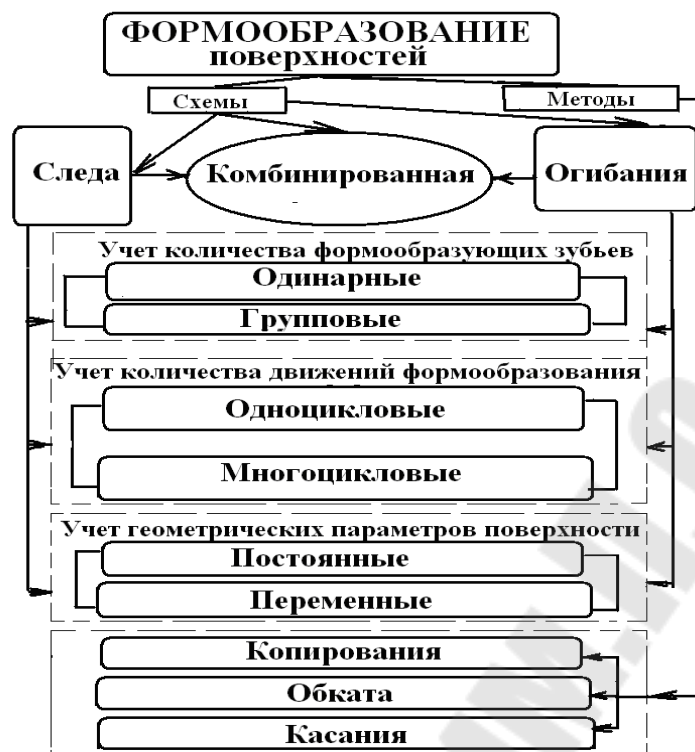 ФОРМООБРАЗОВАНИЕ
поверхностей
Схемы
Методы
Следа
Комбинированная
Огибания
Учет количества формообразующих зубьев
Одинарные
Групповые
Учет количества движений формообразования
Одноцикловые
Многоцикловые
Учет геометрических параметров поверхности
Постоянные
Переменные
Копирования
Обката
Касания